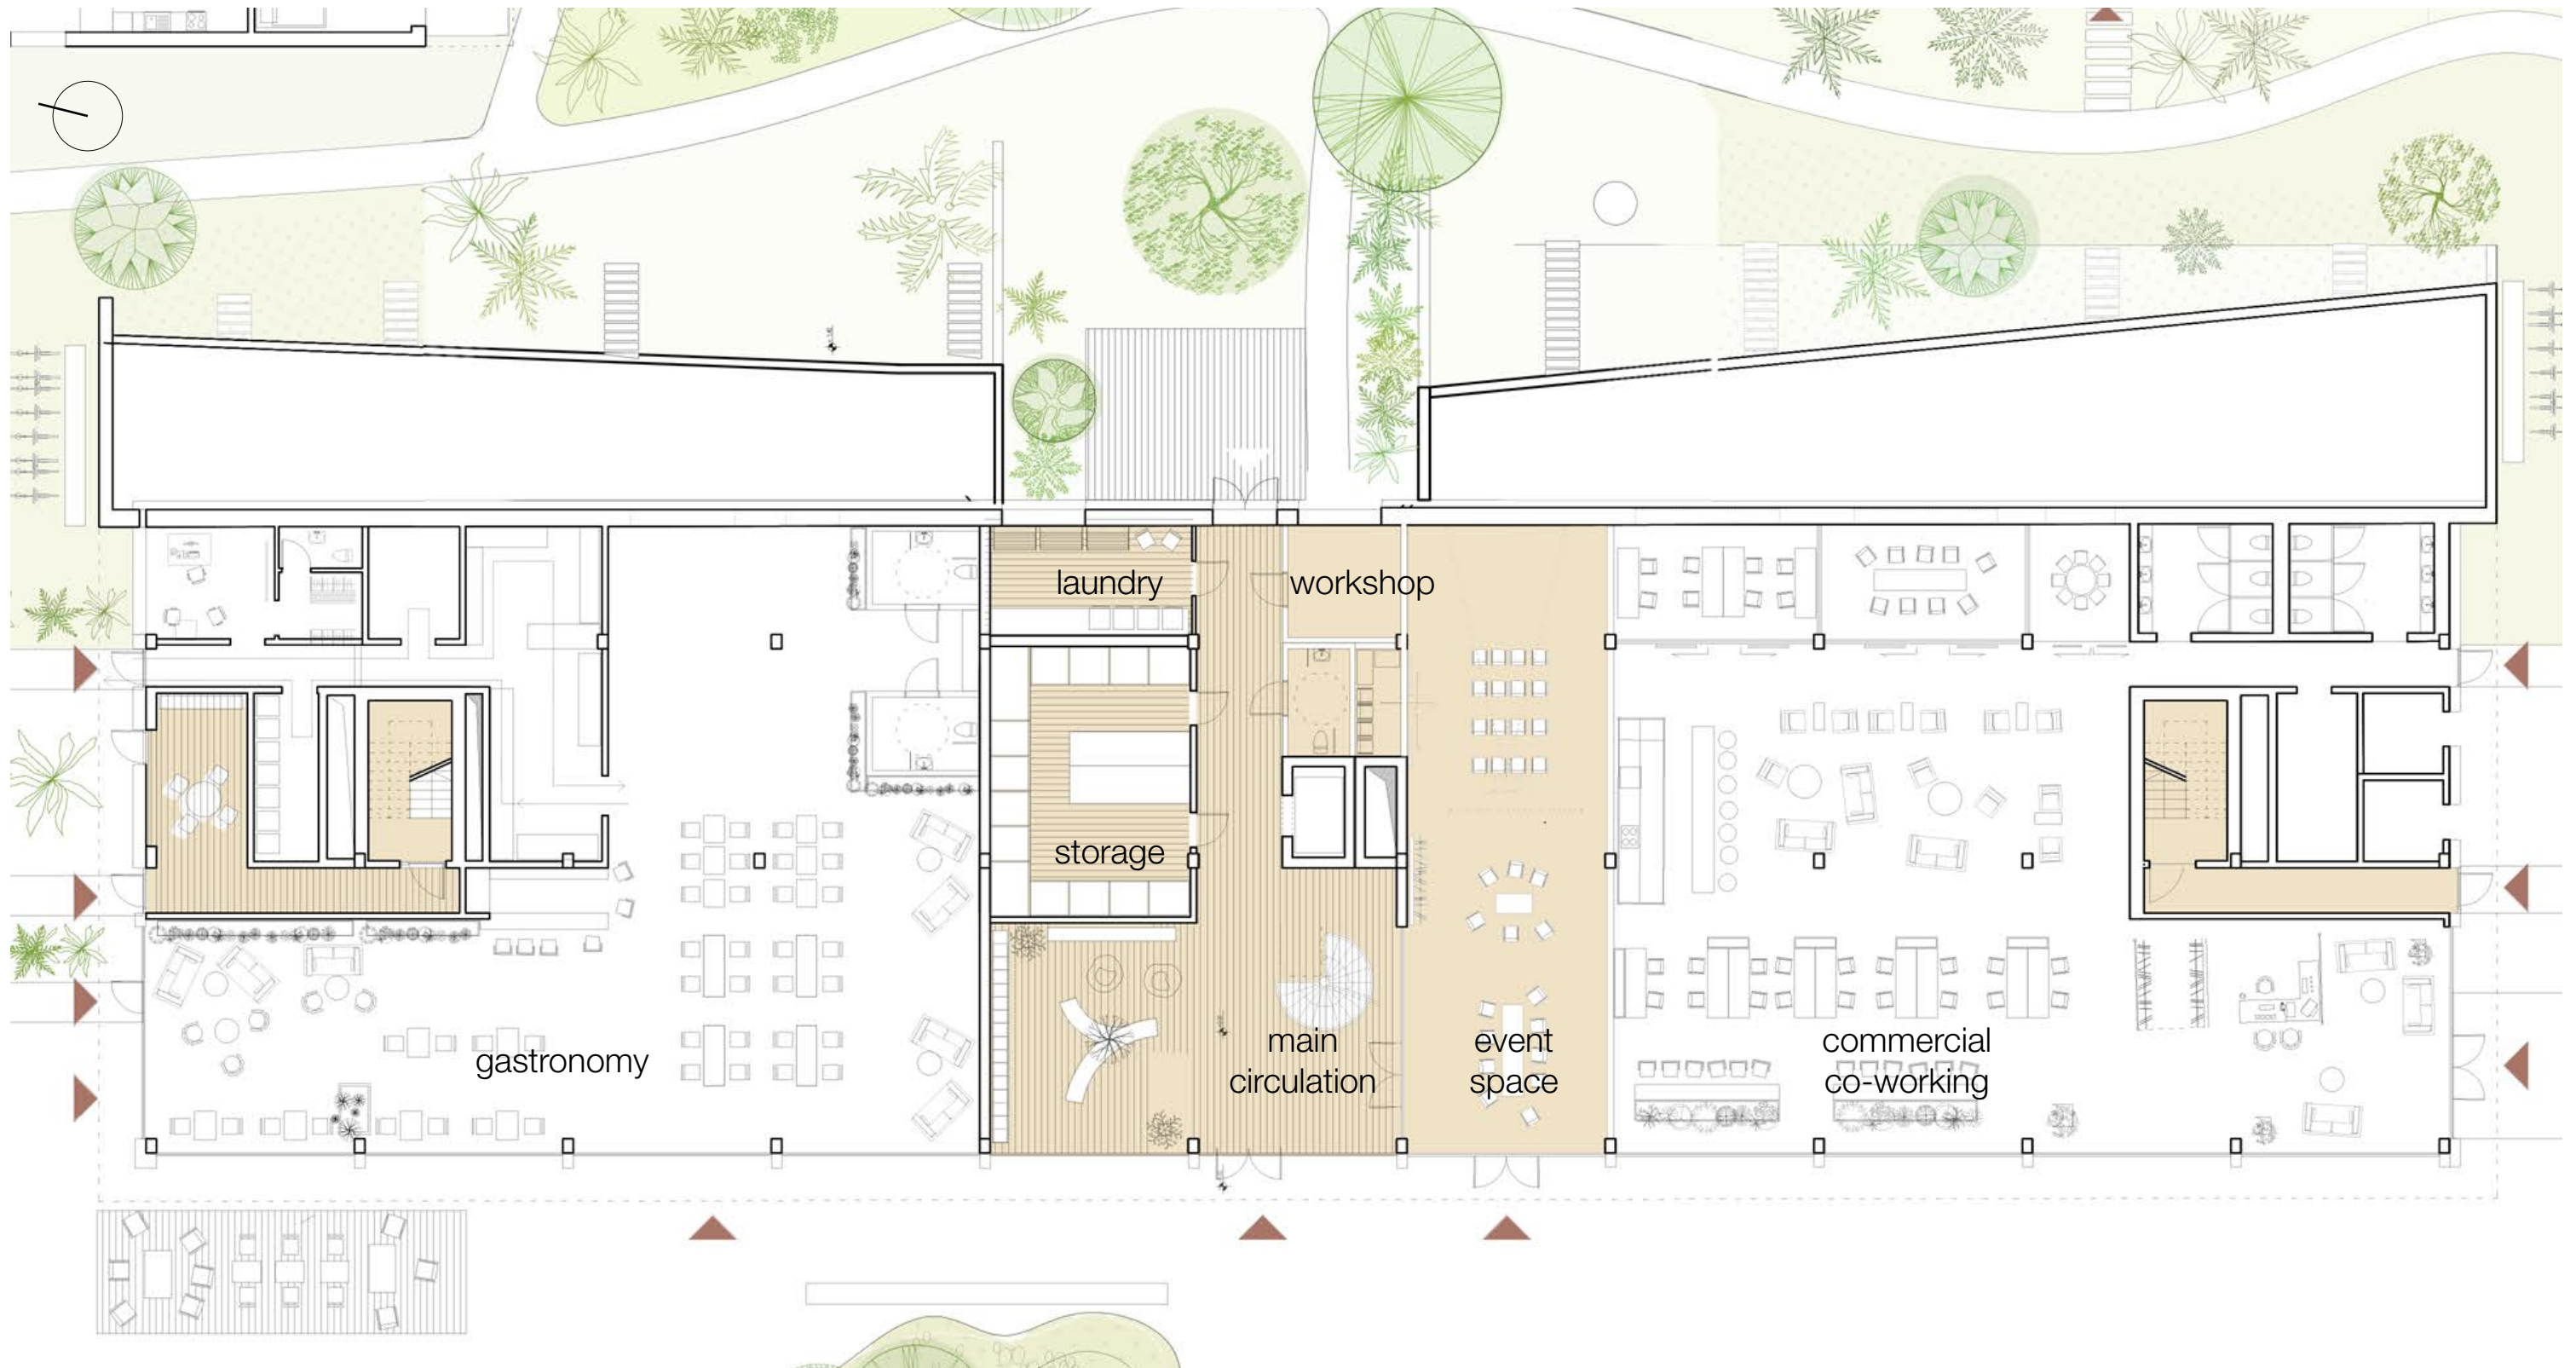 laundry
workshop
storage
gastronomy
main
circulation
event
space
commercial
co-working